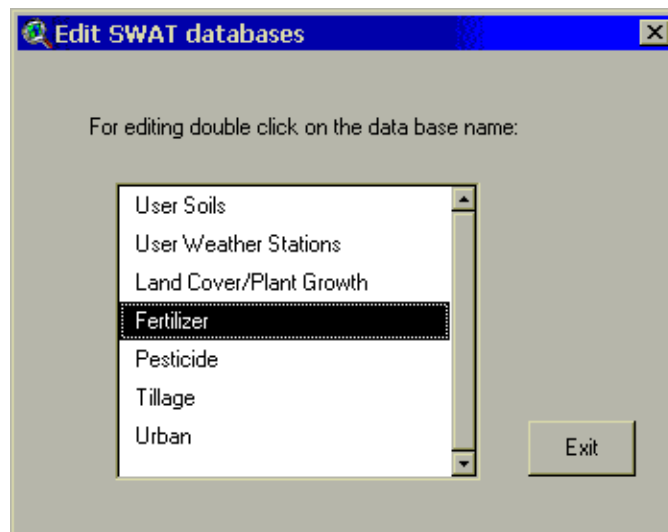 Edit SWAT databases
For editing double click on the data base name:
User Soils
User Weather Stations
Land Cover/Plant Growth
Fertilizer
Pesticide
Tillage
Urban
Exit